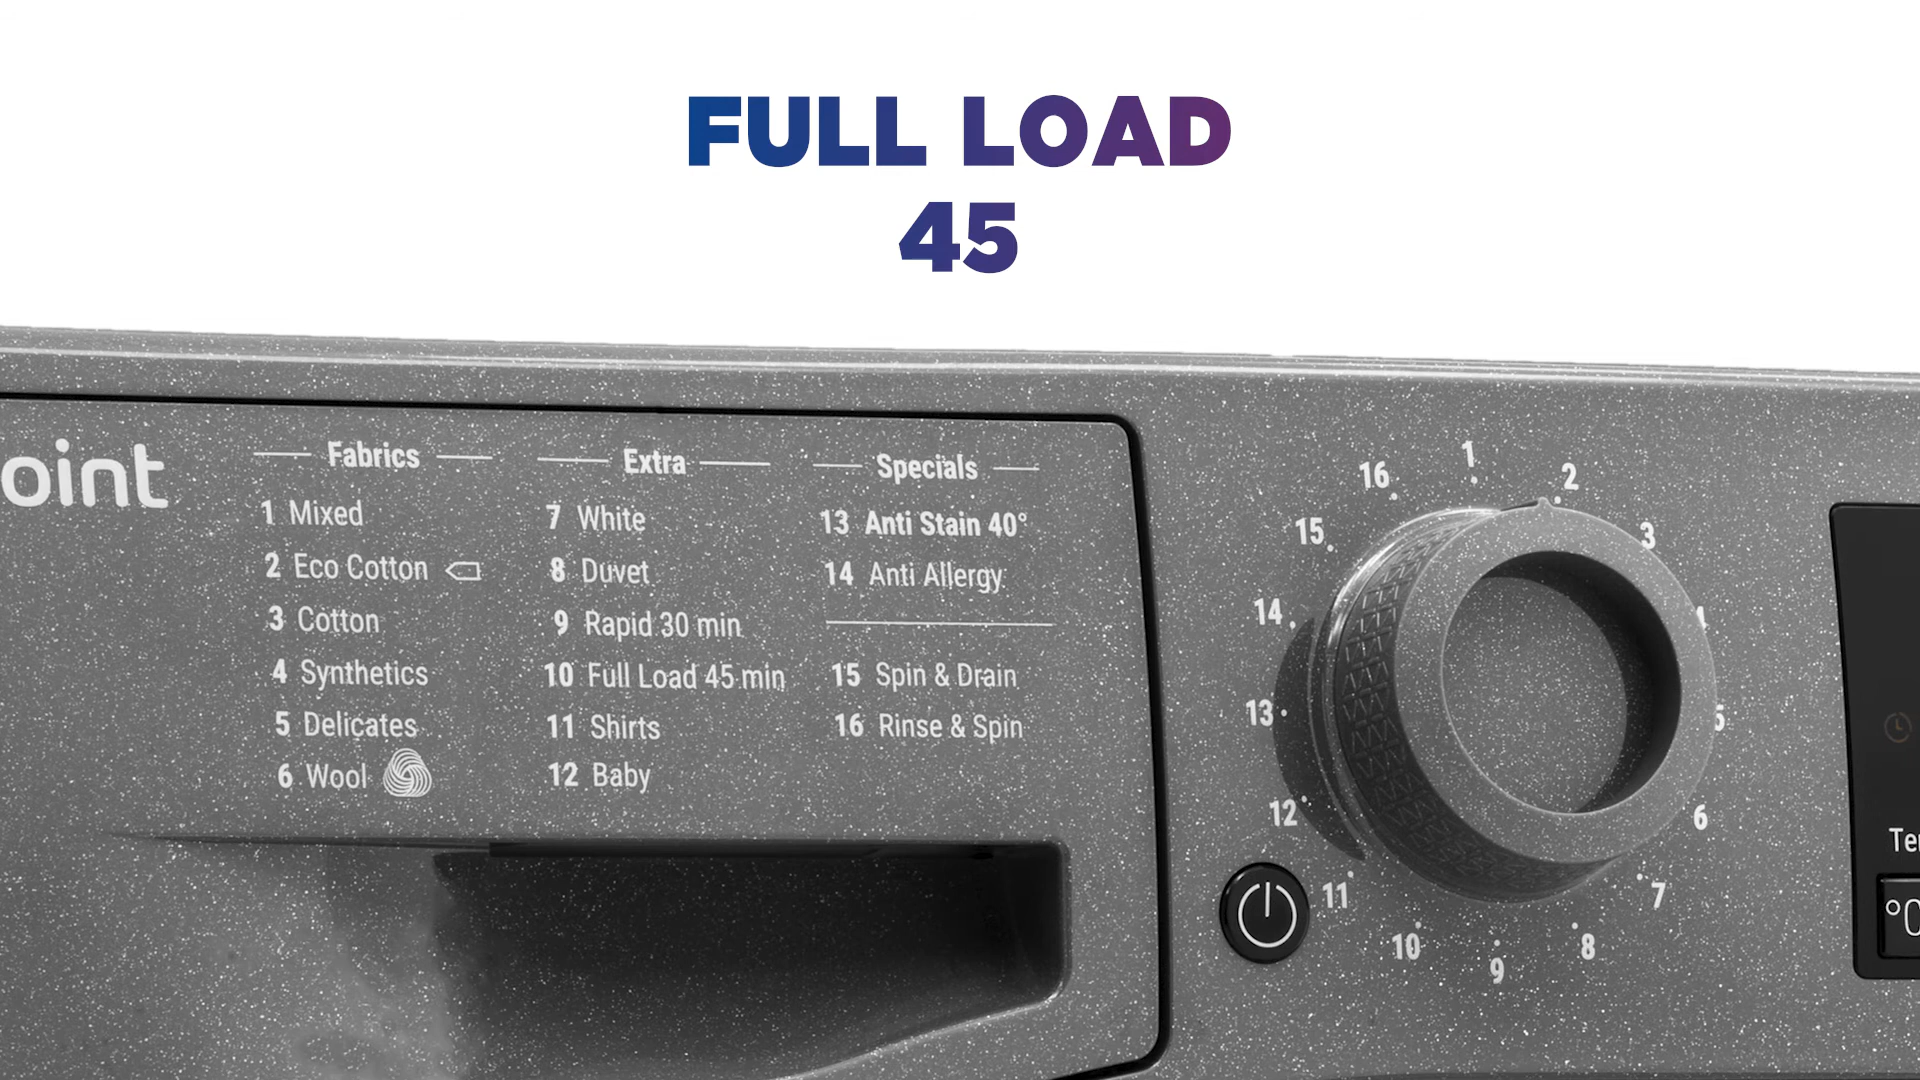 FULL LOAD
45
oint
Fabrics
1 Mixed
2 Eco Cotton
3 Cotton
4 Synthetics
5 Delicates
6 Wool
Extra
7 White
8 Duvet
9 Rapid 30 min
10 Full Load 45 min
11 Shirts
12 Baby
Specials
13 Anti Stain 40°
14 Anti Allergy
15 Spin & Drain
16 Rinse & Spin
1
2
3
4
5
6
7
8
9
10
11
12
13
14
15
16
Te
°C